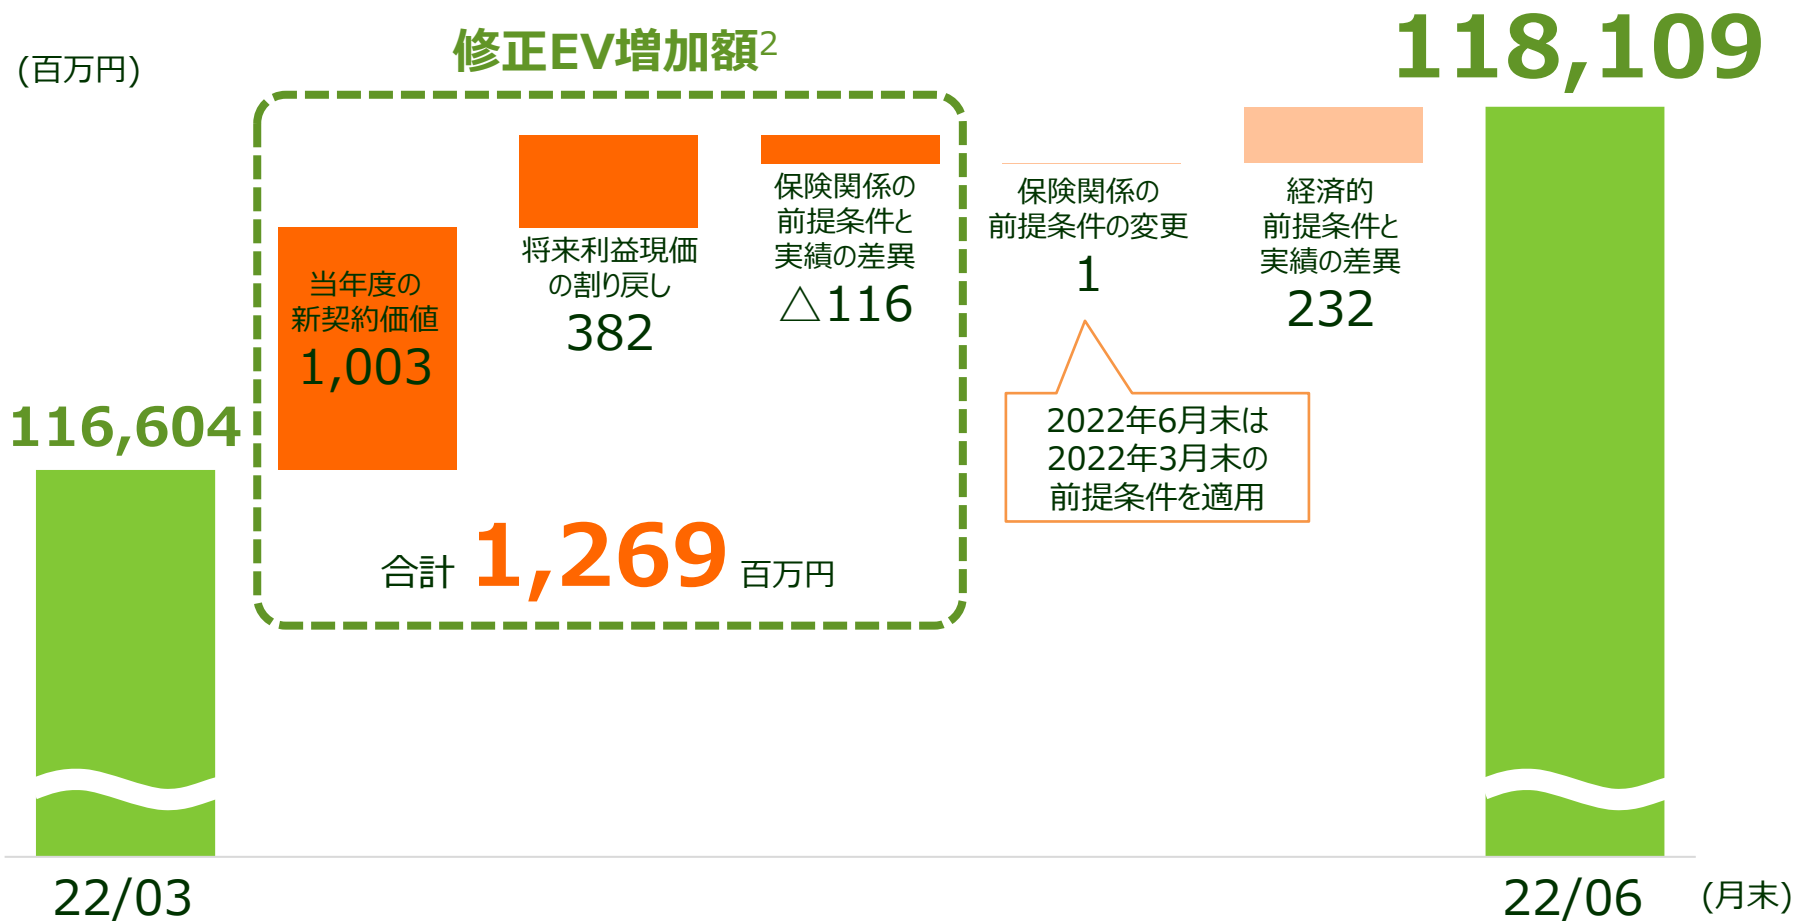 (百万円)
修正EV増加額2
118,109
116,604
当年度の
新契約価値
1,003
将来利益現価
の割り戻し
382
保険関係の
前提条件と
実績の差異
△116
合計 1,269 百万円
保険関係の
前提条件の変更
1
2022年6月末は
2022年3月末の
前提条件を適用
経済的
前提条件と
実績の差異
232
22/03
22/06
(月末)